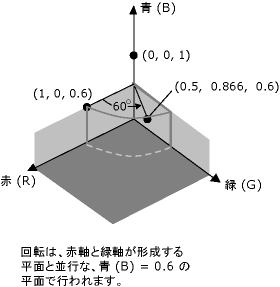 青 (B)
(0, 0, 1)
(1, 0, 0.6)
(0.5, 0.866, 0.6)
60°
赤 (R)
緑 (G)
回転は、赤軸と緑軸が形成する
平面と並行な、青 (B) = 0.6 の
平面で行われます。